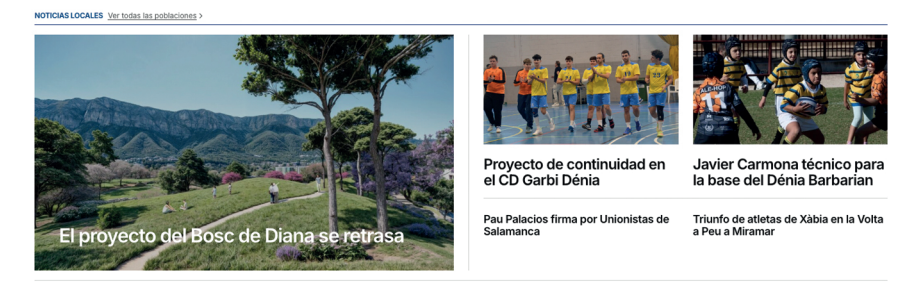 NOTICIAS LOCALES Ver todas las poblaciones >
El proyecto del Bosc de Diana se retrasa
Proyecto de continuidad en
el CD Garbi Dénia
Javier Carmona técnico para
la base del Dénia Barbarian
Pau Palacios firma por Unionistas de
Salamanca
Triunfo de atletas de Xàbia en la Volta
a Peu a Miramar
ALE-HOP